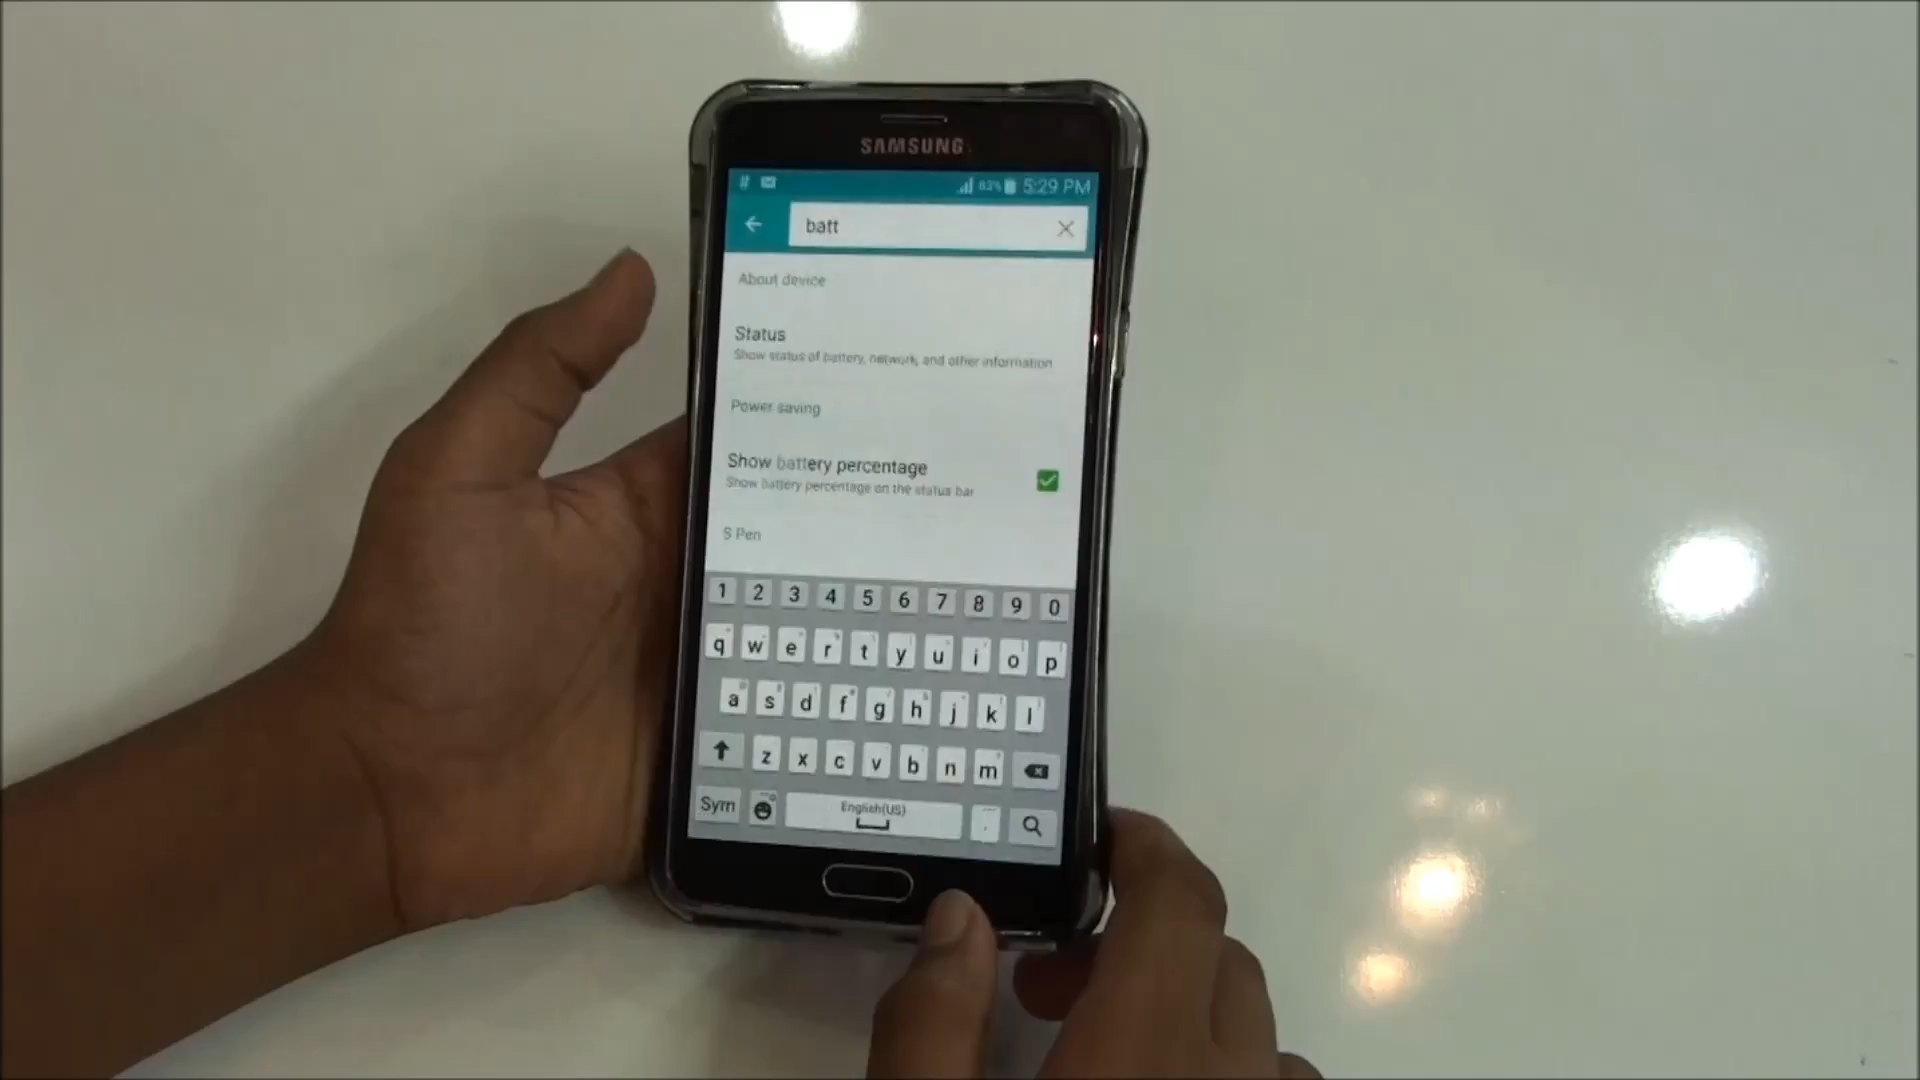 SAMSUNG
# 83% 5:29 PM
batt
About device
Status
Show status of battery, network, and other information
Power saving
Show battery percentage
Show battery percentage on the status bar
S Pen
1 2 3 4 5 6 7 8 9 0
q w e r t y u i o p
a s d f g h j k l
z x c v b n m
Sym English(US) .